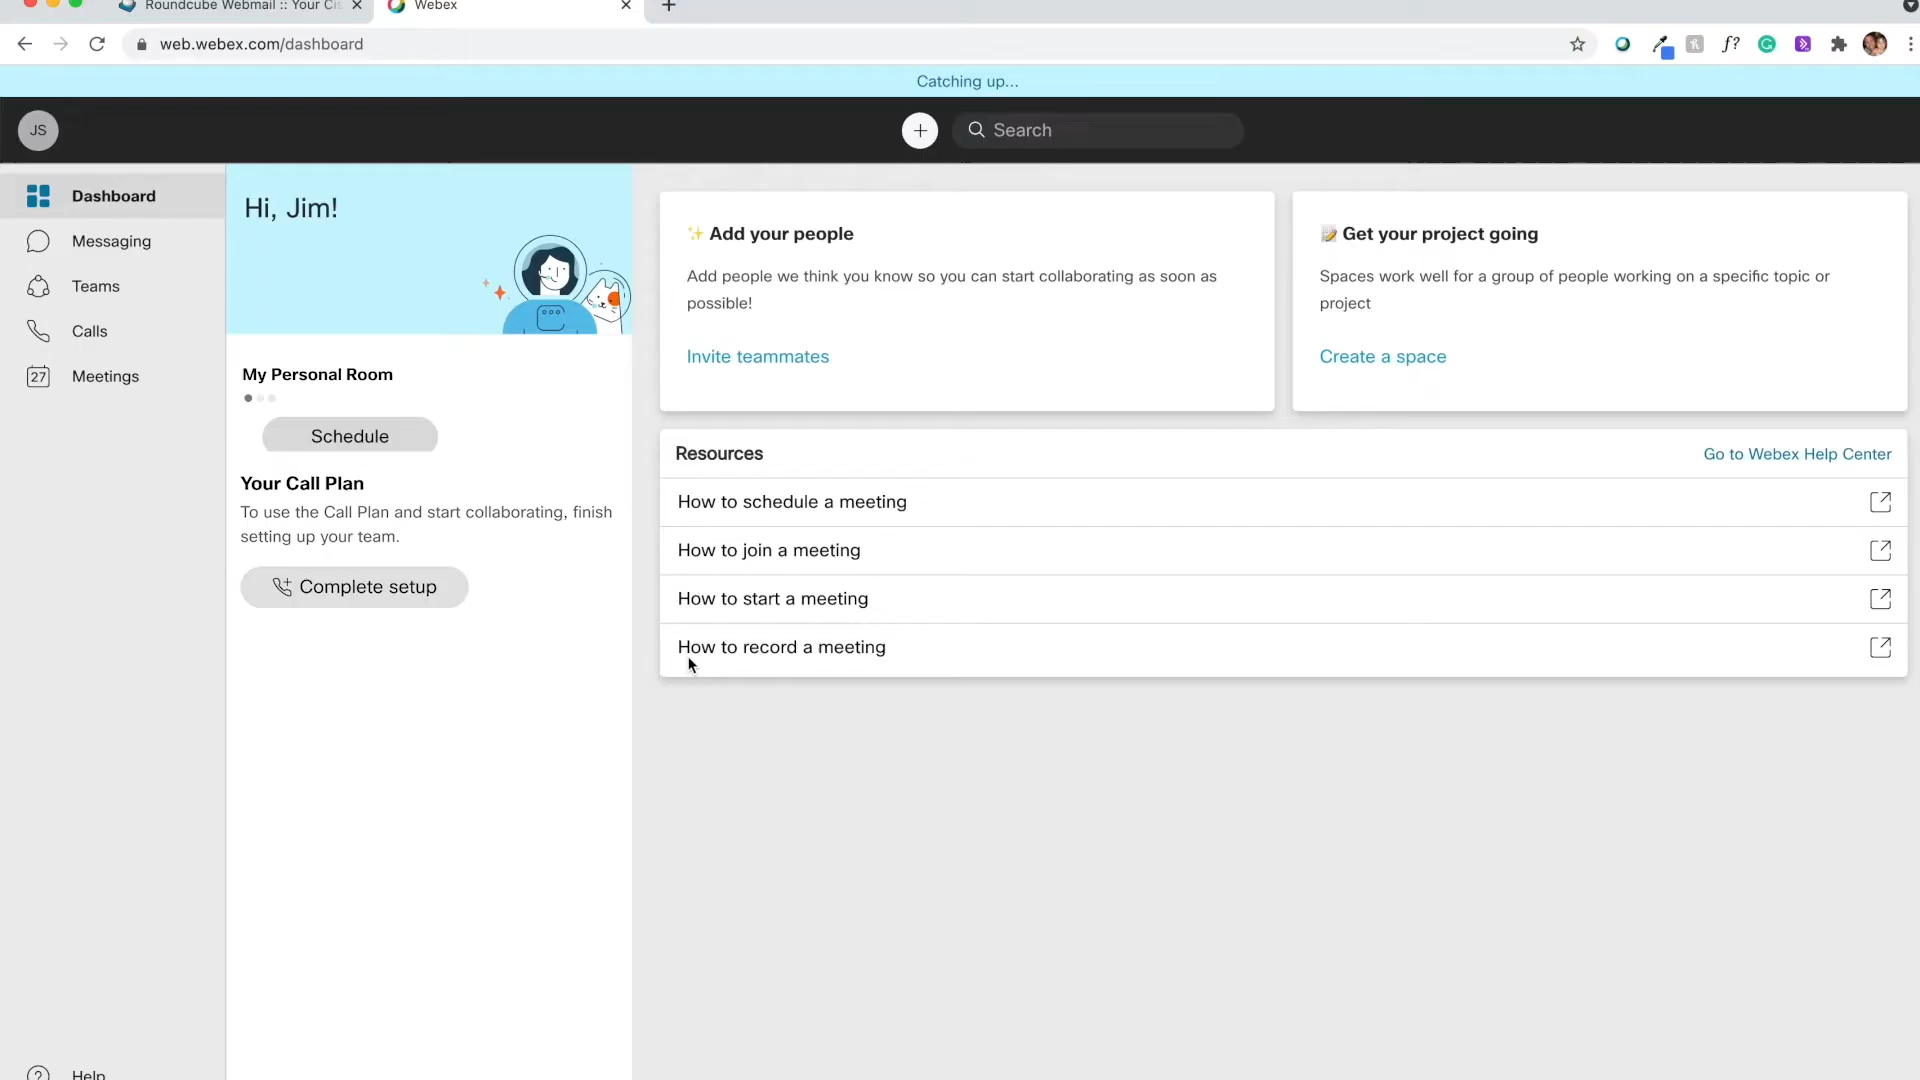 Roundcube Webmail :: Your Cis
Webex
web.webex.com/dashboard
f?
Catching up...
JS
Search
Dashboard
Messaging
Teams
Calls
27
Meetings
Help
Hi, Jim!
My Personal Room
Schedule
Your Call Plan
To use the Call Plan and start collaborating, finish
setting up your team.
Complete setup
✨ Add your people
Add people we think you know so you can start collaborating as soon as
possible!
Invite teammates
📝 Get your project going
Spaces work well for a group of people working on a specific topic or
project
Create a space
Resources
Go to Webex Help Center
How to schedule a meeting
How to join a meeting
How to start a meeting
How to record a meeting